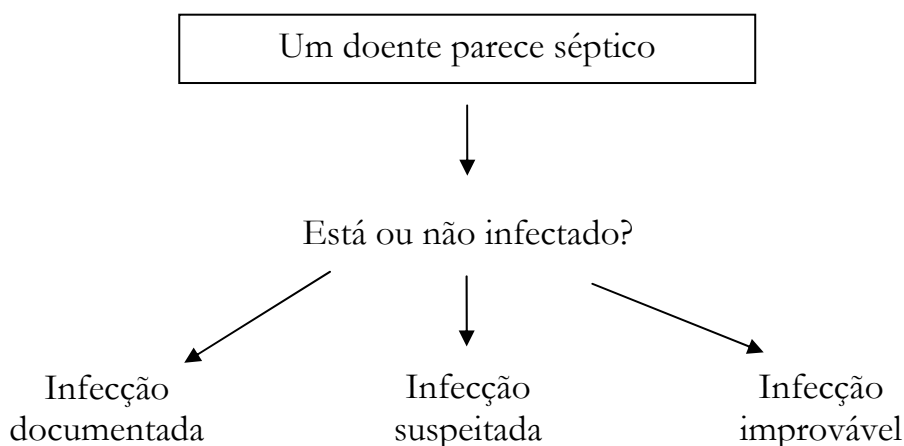 Um doente parece séptico
Está ou não infectado?
Infecção
documentada
Infecção
suspeitada
Infecção
improvável